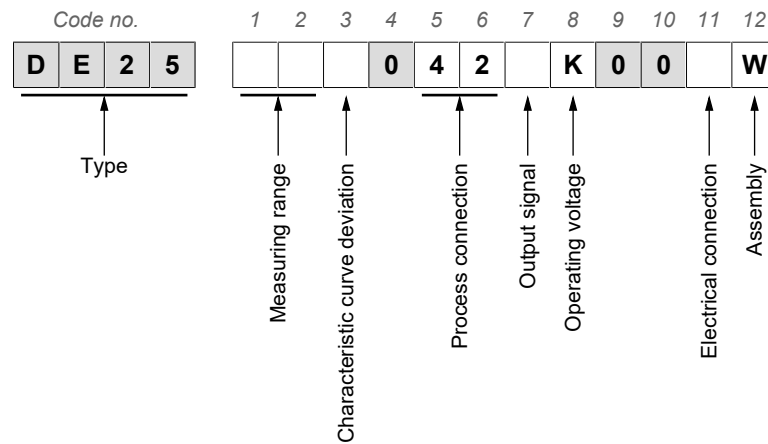 Code no. 1 2 3 4 5 6 7 8 9 10 11 12
D E 2 5 0 4 2 K 0 0 W
Type
Measuring range
Characteristic curve deviation
Process connection
Output signal
Operating voltage
Electrical connection
Assembly